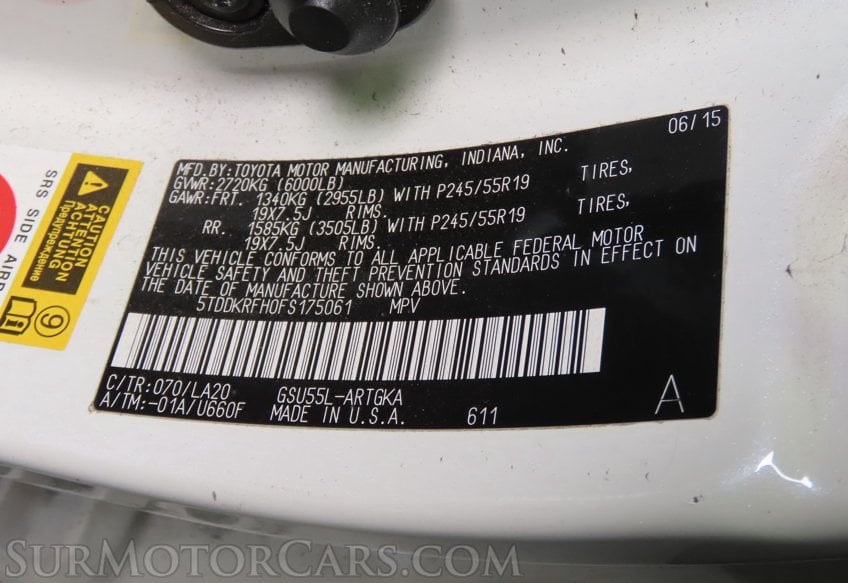 06/15
MFD.BY:TOYOTA MOTOR MANUFACTURING, INDIANA, INC.
GVWR:2720KG (6000LB)
GAWR:FRT. 1340KG (2955LB) WITH P245/55R19 TIRES,
19X7.5J RIMS.
RR. 1585KG (3505LB) WITH P245/55R19 TIRES,
19X7.5J RIMS.
THIS VEHICLE CONFORMS TO ALL APPLICABLE FEDERAL MOTOR
VEHICLE SAFETY AND THEFT PREVENTION STANDARDS IN EFFECT ON
THE DATE OF MANUFACTURE SHOWN ABOVE.
5TDDKRFH0FS175061 MPV
C/TR:070/LA20 GSU55L-ARTGKA
A/TM:-01A/U660F MADE IN U.S.A. 611 A
SRS SIDE
CAUTION
ATTENTION
ACHTUNG
Предупреждение
9
SURMOTORCARS.COM